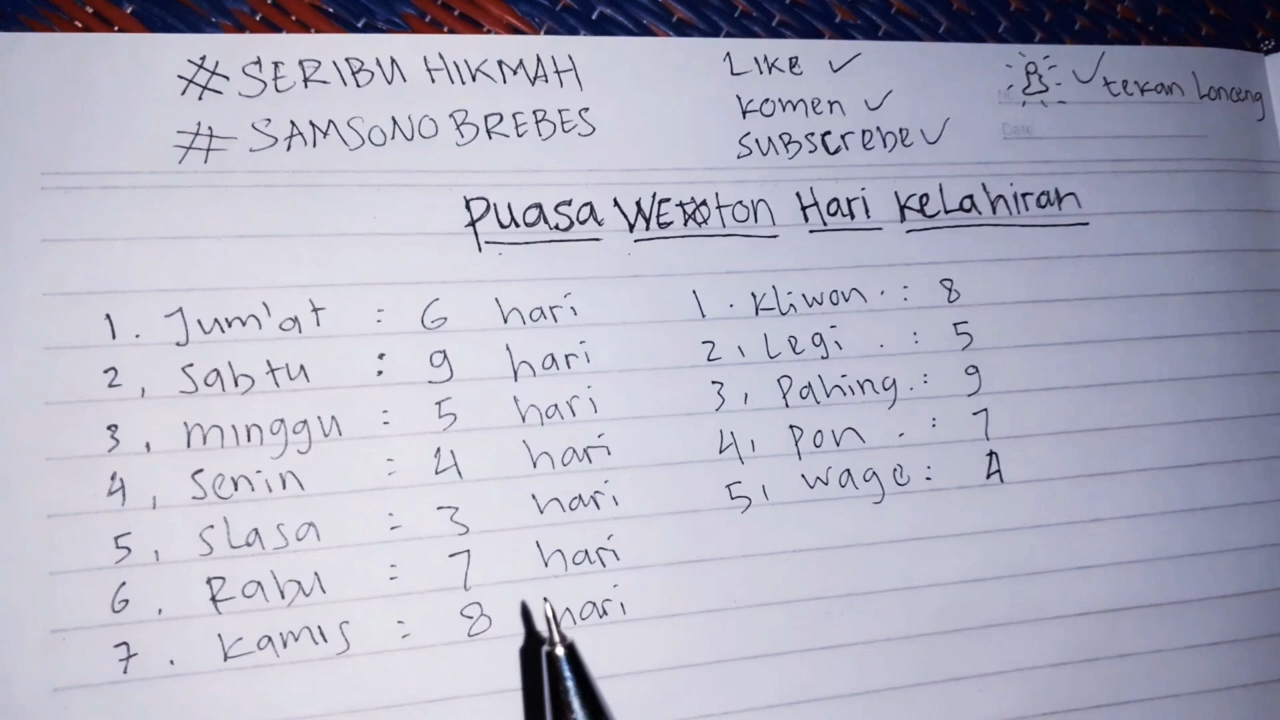 #SERIBU HIKMAH
#SAMSONO BREBES
LIKE ✓
komen ✓
SUBSCREBE ✓
✓ tekan Lonceng
Date
Puasa WETON Hari KeLahiran
1. Jum'at : 6 hari
2, Sabtu : 9 hari
3, minggu : 5 hari
4, Senin : 4 hari
5, sLasa : 3 hari
6. Rabu : 7 hari
7. Kamis : 8 hari
1. Kliwon . : 8
2, Legi . : 5
3, Pahing . : 9
4, pon . : 7
5, wage : 4